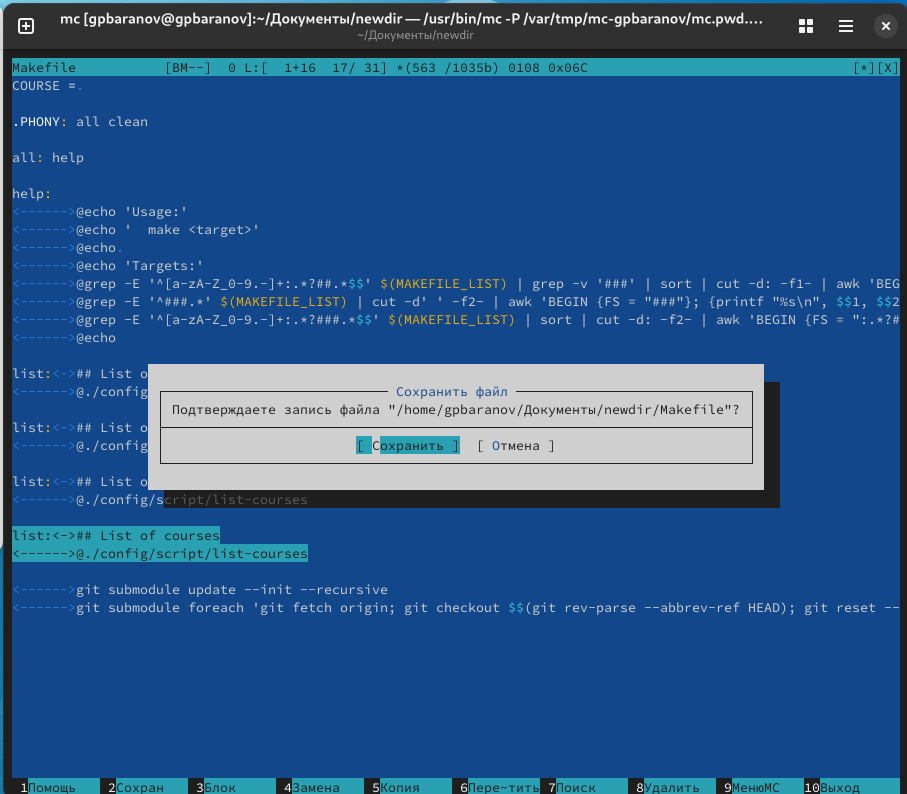 mc [gpbaranov@gpbaranov]:~/Документы/newdir — /usr/bin/mc -P /var/tmp/mc-gpbaranov/mc.pwd....
~/Документы/newdir
Makefile [BM--] 0 L:[ 1+16 17/ 31] *(563 /1035b) 0108 0x06C [*][X]
COURSE =.
.PHONY: all clean
all: help
help:
<------>@echo 'Usage:'
<------>@echo '  make <target>'
<------>@echo.
<------>@echo 'Targets:'
<------>@grep -E '^[a-zA-Z_0-9.-]+:.*?##.*$$' $(MAKEFILE_LIST) | grep -v '###' | sort | cut -d: -f1- | awk 'BEG
<------>@grep -E '^###.*' $(MAKEFILE_LIST) | cut -d' ' -f2- | awk 'BEGIN {FS = "###"}; {printf "%s\n", $$1, $$2
<------>@grep -E '^[a-zA-Z_0-9.-]+:.*?###.*$$' $(MAKEFILE_LIST) | sort | cut -d: -f2- | awk 'BEGIN {FS = ":.*?#
<------>@echo
list:<->## List o
<------>@./config
Сохранить файл
Подтверждаете запись файла "/home/gpbaranov/Документы/newdir/Makefile"?
list:<->## List o
<------>@./config
[ Сохранить ] [ Отмена ]
list:<->## List o
<------>@./config/script/list-courses
list:<->## List of courses
<------>@./config/script/list-courses
<------>git submodule update --init --recursive
<------>git submodule foreach 'git fetch origin; git checkout $$(git rev-parse --abbrev-ref HEAD); git reset --
1Помощь 2Сохран 3Блок 4Замена 5Копия 6Пере~тить 7Поиск 8Удалить 9МенюМС 10Выход